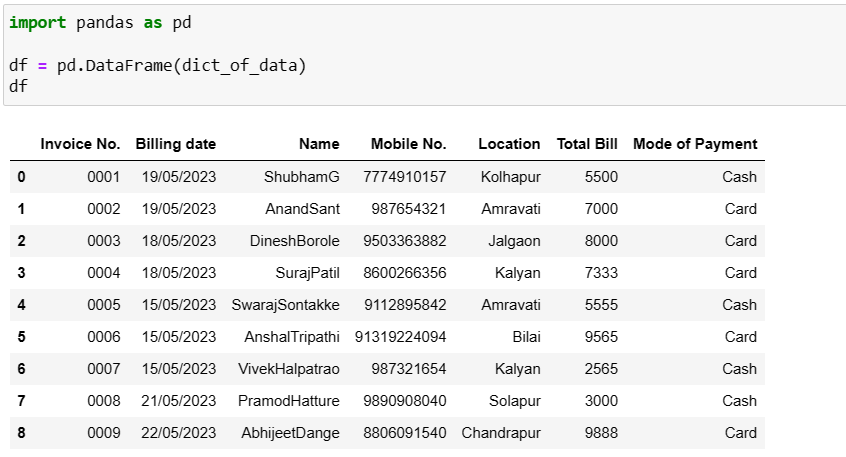 import pandas as pd
df = pd.DataFrame(dict_of_data)
df
Invoice No. Billing date Name Mobile No. Location Total Bill Mode of Payment
0 0001 19/05/2023 ShubhamG 7774910157 Kolhapur 5500 Cash
1 0002 19/05/2023 AnandSant 987654321 Amravati 7000 Card
2 0003 18/05/2023 DineshBorole 9503363882 Jalgaon 8000 Card
3 0004 18/05/2023 SurajPatil 8600266356 Kalyan 7333 Card
4 0005 15/05/2023 SwarajSontakke 9112895842 Amravati 5555 Cash
5 0006 15/05/2023 AnshalTripathi 91319224094 Bilai 9565 Card
6 0007 15/05/2023 VivekHalpatrao 987321654 Kalyan 2565 Cash
7 0008 21/05/2023 PramodHatture 9890908040 Solapur 3000 Cash
8 0009 22/05/2023 AbhijeetDange 8806091540 Chandrapur 9888 Card